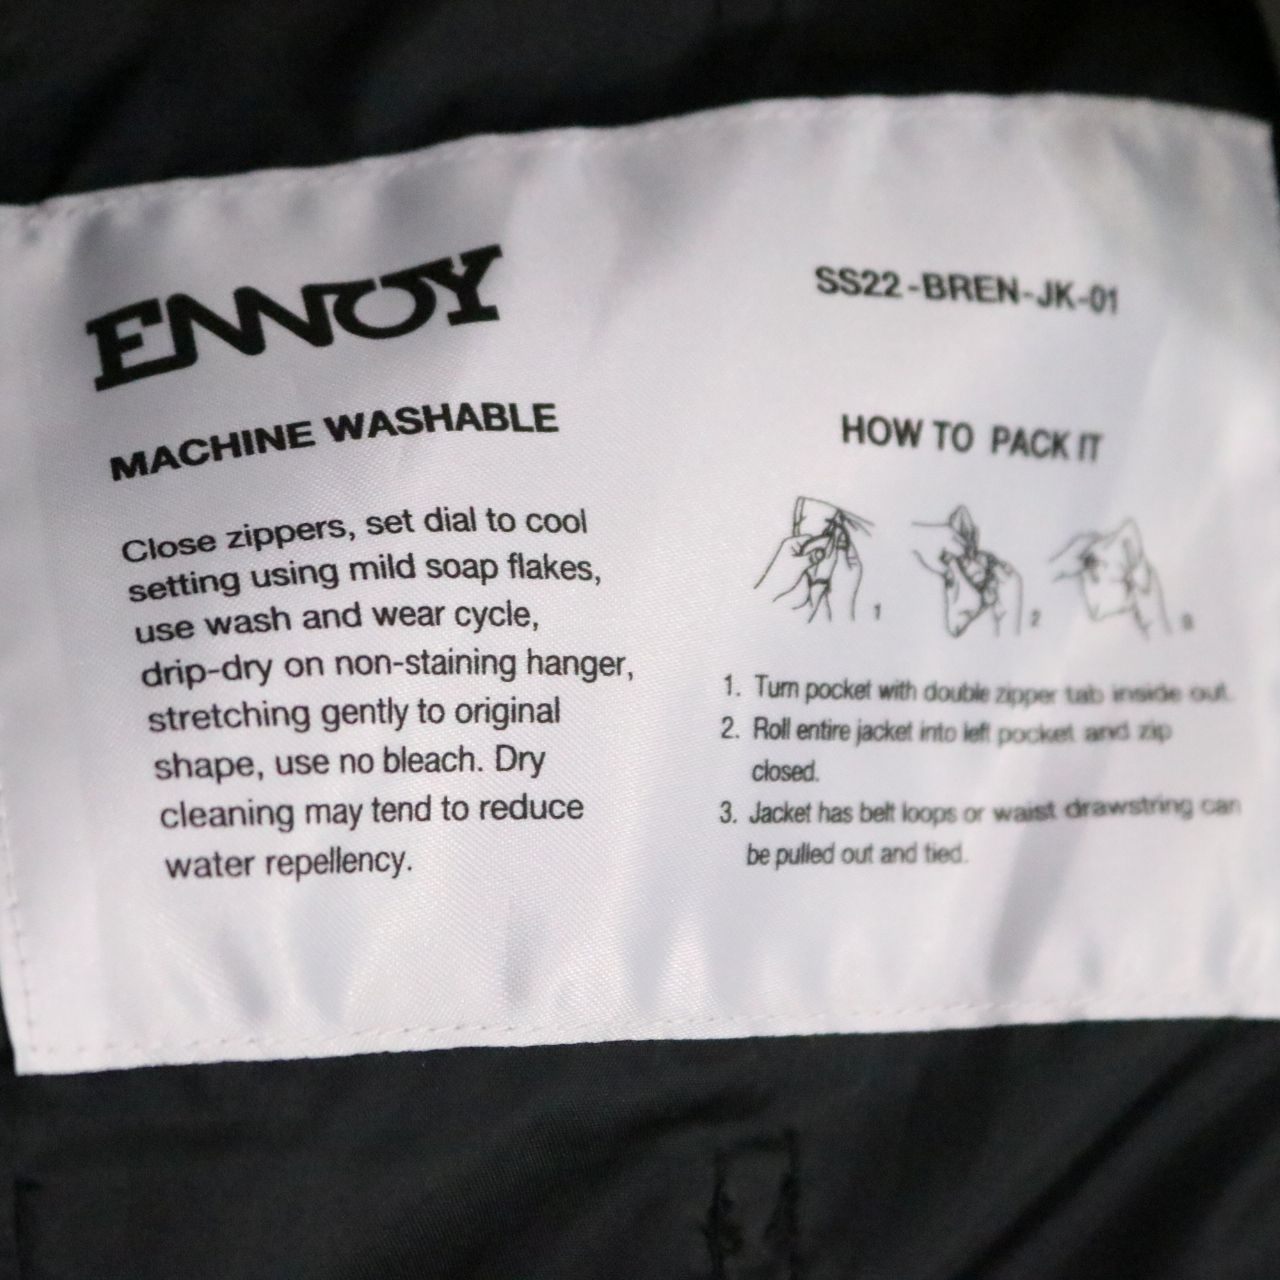 ENNOY
MACHINE WASHABLE
Close zippers, set dial to cool
setting using mild soap flakes,
use wash and wear cycle,
drip-dry on non-staining hanger,
stretching gently to original
shape, use no bleach. Dry
cleaning may tend to reduce
water repellency.
SS22-BREN-JK-01
HOW TO PACK IT
1 2 3
1. Turn pocket with double zipper tab inside out.
2. Roll entire jacket into left pocket and zip
closed.
3. Jacket has belt loops or waist drawstring can
be pulled out and tied.